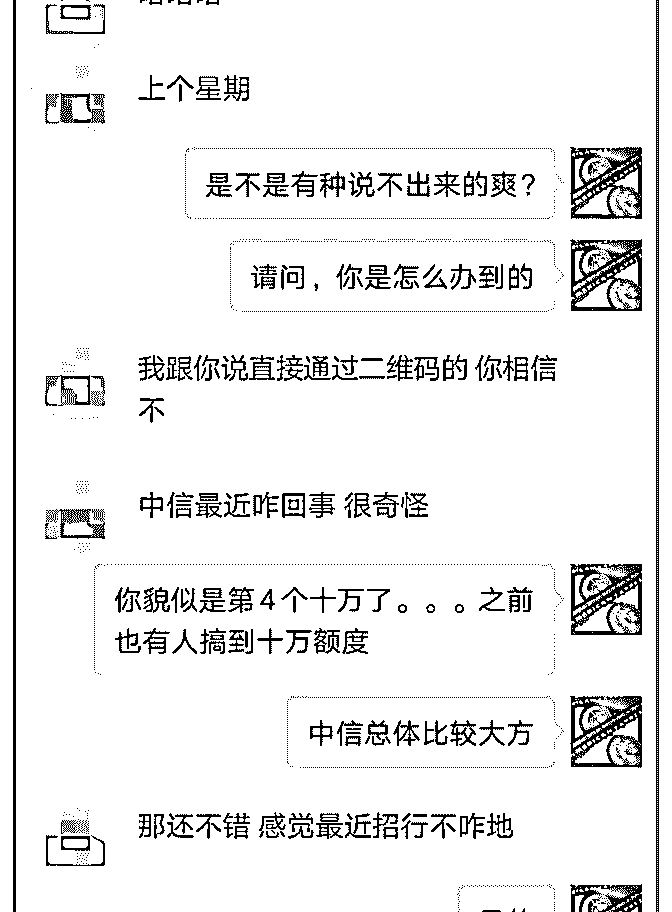 上个星期
是不是有种说不出来的爽？
请问，你是怎么办到的
我跟你说直接通过二维码的 你相信
不
中信最近咋回事 很奇怪
你貌似是第4个十万了。。。之前
也有人搞到十万额度
中信总体比较大方
那还不错 感觉最近招行不咋地